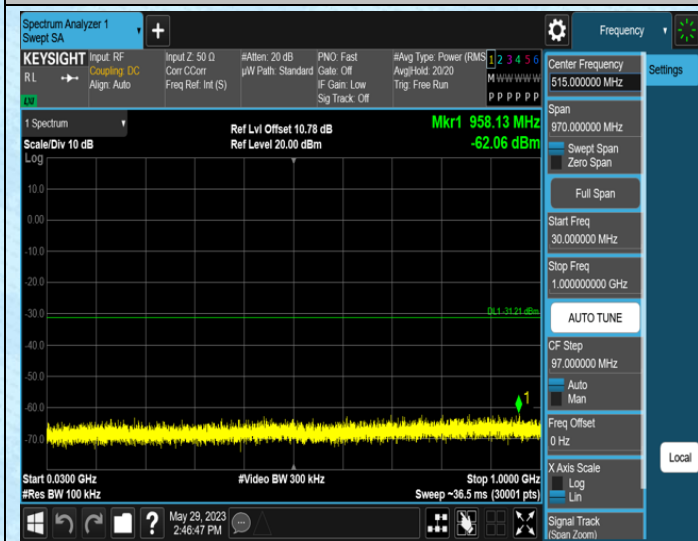 Spectrum Analyzer 1
Swept SA
+
Frequency
KEYSIGHT
RL
LXI
Input: RF
Coupling: DC
Align: Auto
Input Z: 50 Ω
Corr CCorr
Freq Ref: Int (S)
#Atten: 20 dB
µW Path: Standard
PNO: Fast
Gate: Off
IF Gain: Low
Sig Track: Off
#Avg Type: Power (RMS
Avg|Hold: 20/20
Trig: Free Run
1 2 3 4 5 6
M W W W W W
P P P P P P
1 Spectrum
Scale/Div 10 dB
Log
Ref Lvl Offset 10.78 dB
Ref Level 20.00 dBm
Mkr1 958.13 MHz
-62.06 dBm
10.0
0.00
-10.0
-20.0
-30.0
DL1 -31.21 dBm
-40.0
-50.0
-60.0
1
-70.0
Start 0.0300 GHz
#Res BW 100 kHz
#Video BW 300 kHz
Stop 1.0000 GHz
Sweep ~36.5 ms (30001 pts)
?
May 29, 2023
2:46:47 PM
Center Frequency
515.000000 MHz
Span
970.000000 MHz
Swept Span
Zero Span
Full Span
Start Freq
30.000000 MHz
Stop Freq
1.000000000 GHz
AUTO TUNE
CF Step
97.000000 MHz
Auto
Man
Freq Offset
0 Hz
X Axis Scale
Log
Lin
Signal Track
(Span Zoom)
Settings
Local